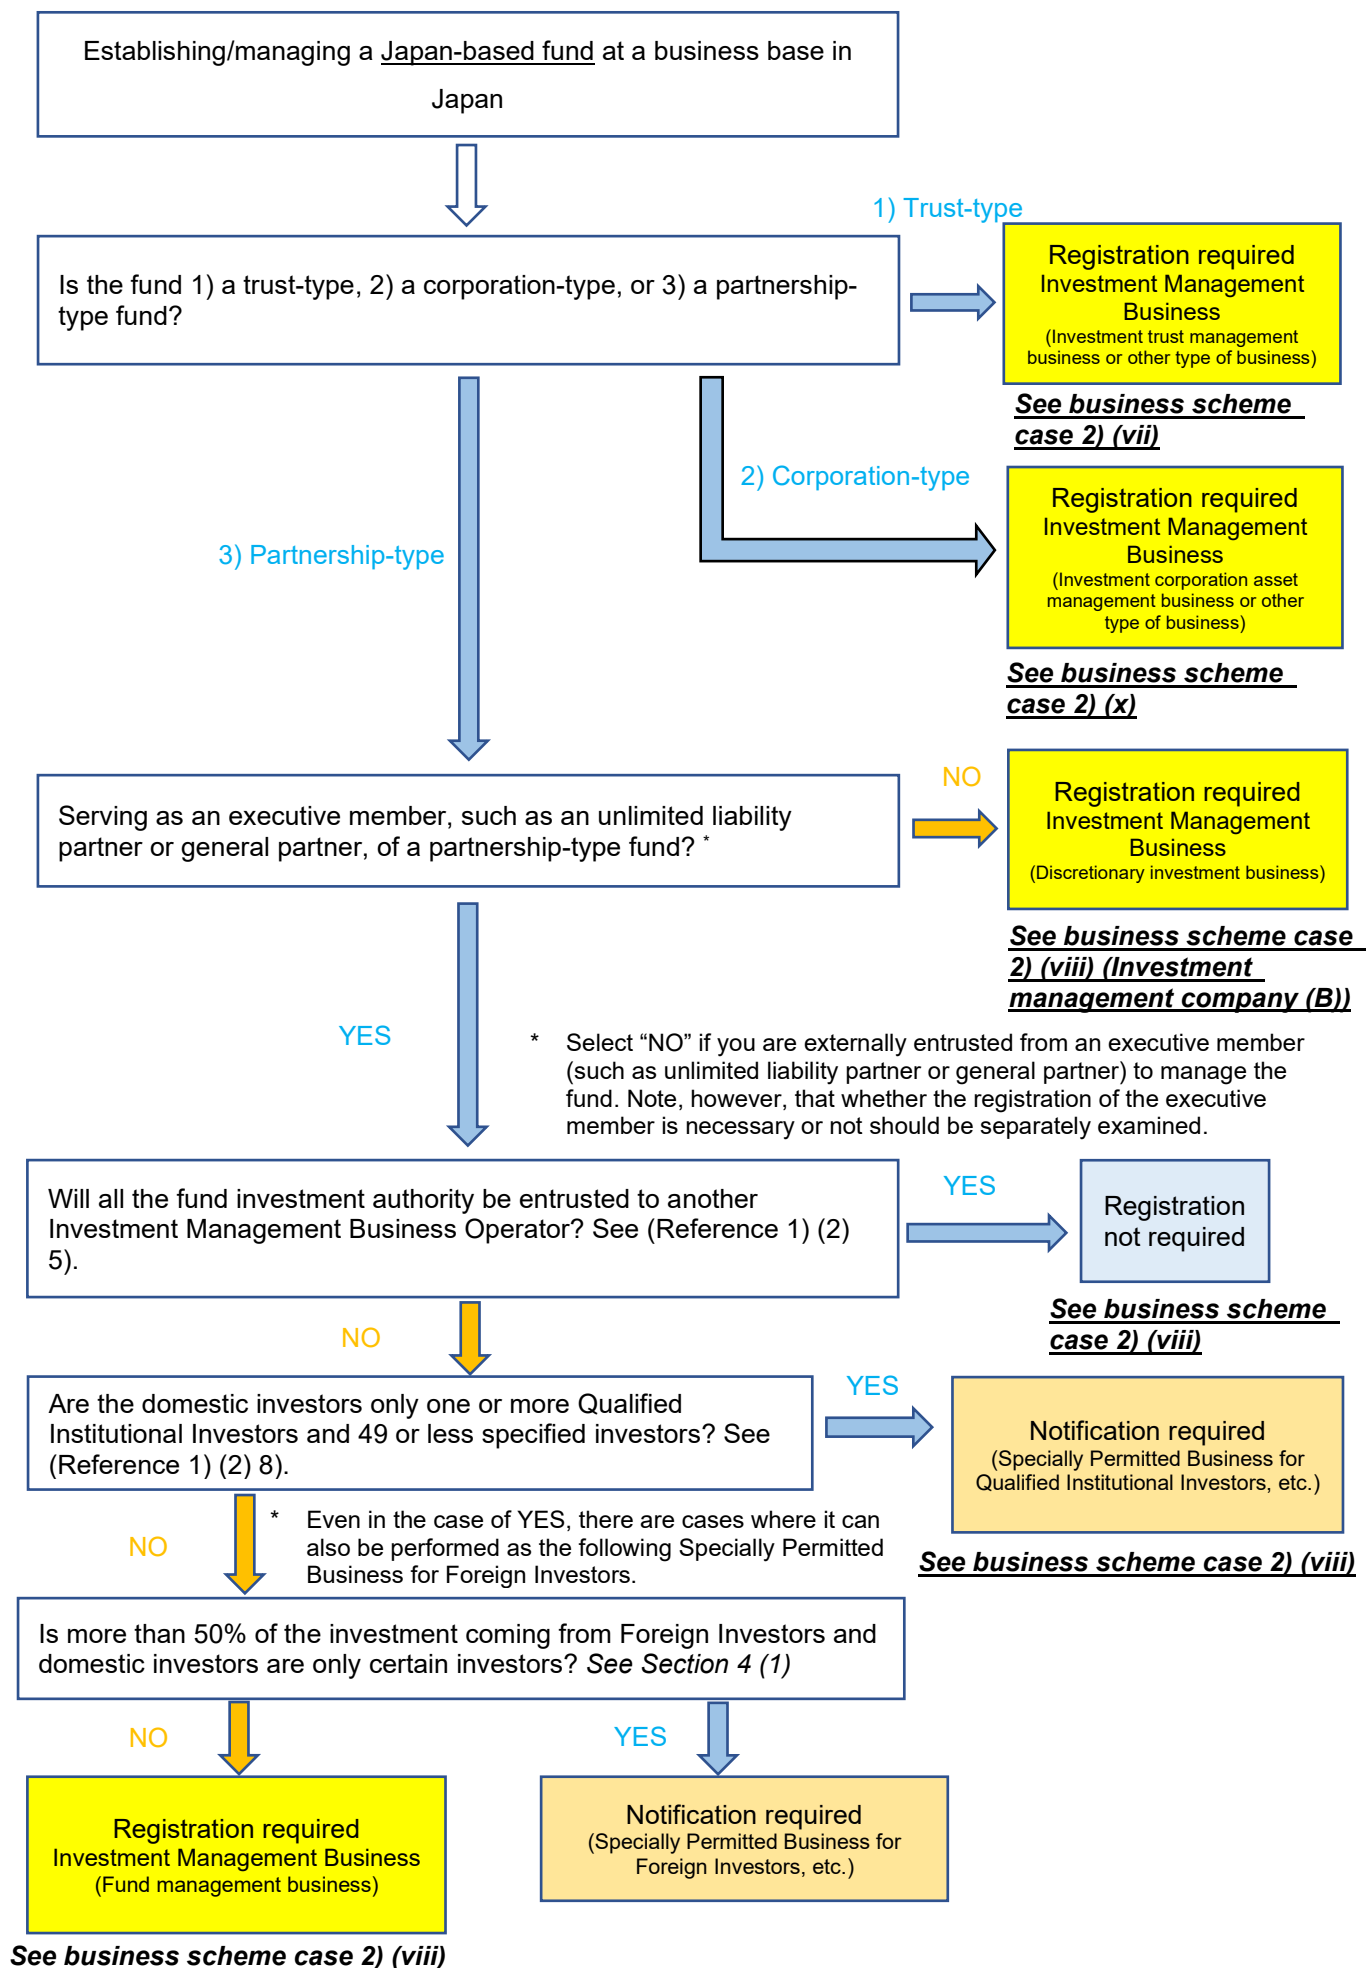 Establishing/managing a Japan-based fund at a business base in
Japan
1) Trust-type
Is the fund 1) a trust-type, 2) a corporation-type, or 3) a partnership-
type fund?
Registration required
Investment Management
Business
(Investment trust management
business or other type of business)
See business scheme
case 2) (vii)
2) Corporation-type
Registration required
Investment Management
Business
(Investment corporation asset
management business or other
type of business)
See business scheme
case 2) (x)
3) Partnership-type
Serving as an executive member, such as an unlimited liability
partner or general partner, of a partnership-type fund? *
NO
Registration required
Investment Management
Business
(Discretionary investment business)
See business scheme case
2) (viii) (Investment
management company (B))
YES
* Select “NO” if you are externally entrusted from an executive member
(such as unlimited liability partner or general partner) to manage the
fund. Note, however, that whether the registration of the executive
member is necessary or not should be separately examined.
Will all the fund investment authority be entrusted to another
Investment Management Business Operator? See (Reference 1) (2)
5).
YES
Registration
not required
See business scheme
case 2) (viii)
NO
Are the domestic investors only one or more Qualified
Institutional Investors and 49 or less specified investors? See
(Reference 1) (2) 8).
YES
Notification required
(Specially Permitted Business for
Qualified Institutional Investors, etc.)
See business scheme case 2) (viii)
NO
* Even in the case of YES, there are cases where it can
also be performed as the following Specially Permitted
Business for Foreign Investors.
Is more than 50% of the investment coming from Foreign Investors and
domestic investors are only certain investors? See Section 4 (1)
NO
YES
Registration required
Investment Management Business
(Fund management business)
See business scheme case 2) (viii)
Notification required
(Specially Permitted Business for
Foreign Investors, etc.)